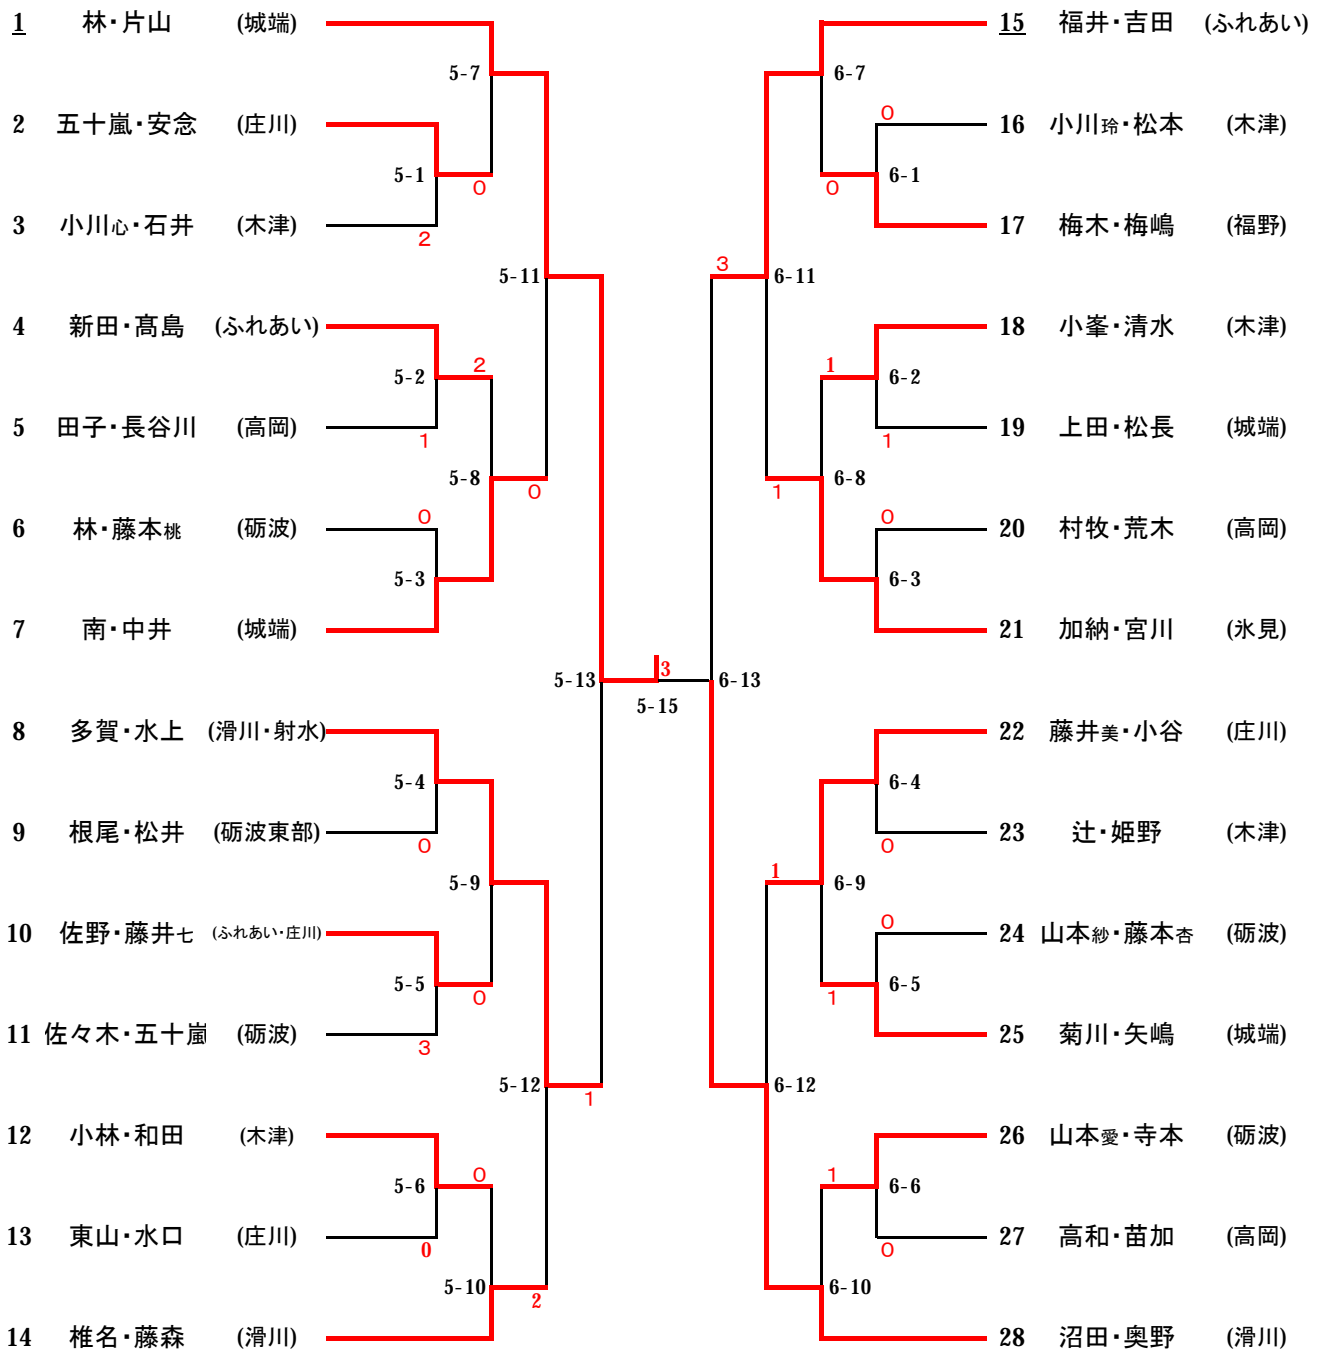 1 林・片山 (城端)
15 福井・吉田 (ふれあい)
5-7
6-7
2 五十嵐・安念 (庄川)
0
16 小川玲・松本 (木津)
5-1
0
0
6-1
3 小川心・石井 (木津)
2
17 梅木・梅嶋 (福野)
5-11
3
6-11
4 新田・髙島 (ふれあい)
18 小峯・清水 (木津)
5-2
2
1
6-2
5 田子・長谷川 (高岡)
1
1
19 上田・松長 (城端)
5-8
0
1
6-8
6 林・藤本桃 (砺波)
0
0
20 村牧・荒木 (高岡)
5-3
6-3
7 南・中井 (城端)
21 加納・宮川 (氷見)
5-13
3
6-13
5-15
8 多賀・水上 (滑川・射水)
22 藤井美・小谷 (庄川)
5-4
6-4
9 根尾・松井 (砺波東部)
0
0
23 辻・姫野 (木津)
5-9
1
6-9
10 佐野・藤井七 (ふれあい・庄川)
0
24 山本紗・藤本杏 (砺波)
5-5
0
1
6-5
11 佐々木・五十嵐 (砺波)
3
25 菊川・矢嶋 (城端)
5-12
1
6-12
12 小林・和田 (木津)
26 山本愛・寺本 (砺波)
5-6
0
1
6-6
13 東山・水口 (庄川)
0
0
27 高和・苗加 (高岡)
5-10
2
6-10
14 椎名・藤森 (滑川)
28 沼田・奥野 (滑川)